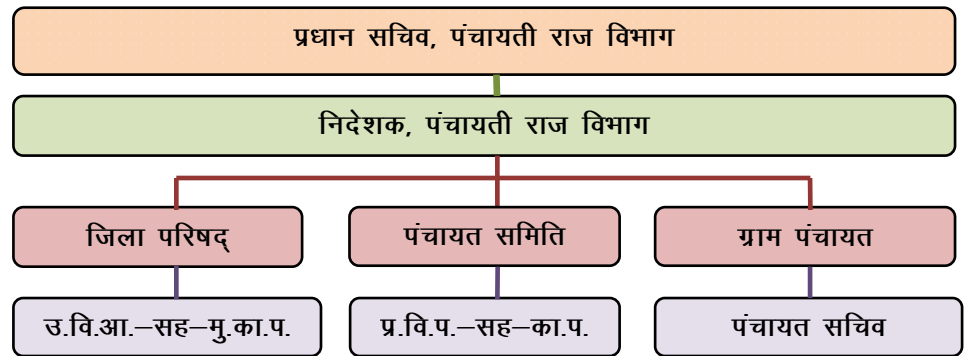 प्रधान सचिव, पंचायती राज विभाग
निदेशक, पंचायती राज विभाग
जिला परिषद्
पंचायत समिति
ग्राम पंचायत
उ.वि.आ.–सह–मु.का.प.
प्र.वि.प.–सह–का.प.
पंचायत सचिव